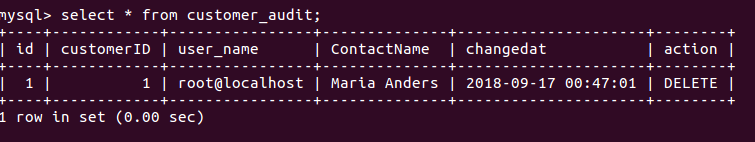 mysql> select * from customer_audit;
+----+------------+----------------+--------------+---------------------+--------+
| id | customerID | user_name      | ContactName  | changedat           | action |
+----+------------+----------------+--------------+---------------------+--------+
|  1 |          1 | root@localhost | Maria Anders | 2018-09-17 00:47:01 | DELETE |
+----+------------+----------------+--------------+---------------------+--------+
1 row in set (0.00 sec)